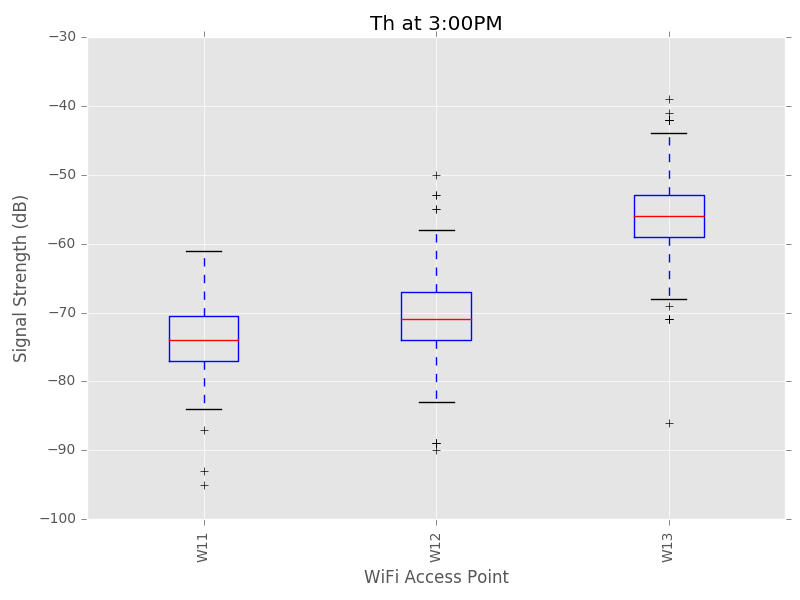 Th at 3:00PM
Signal Strength (dB)
−30
−40
−50
−60
−70
−80
−90
−100
W11
W12
W13
WiFi Access Point